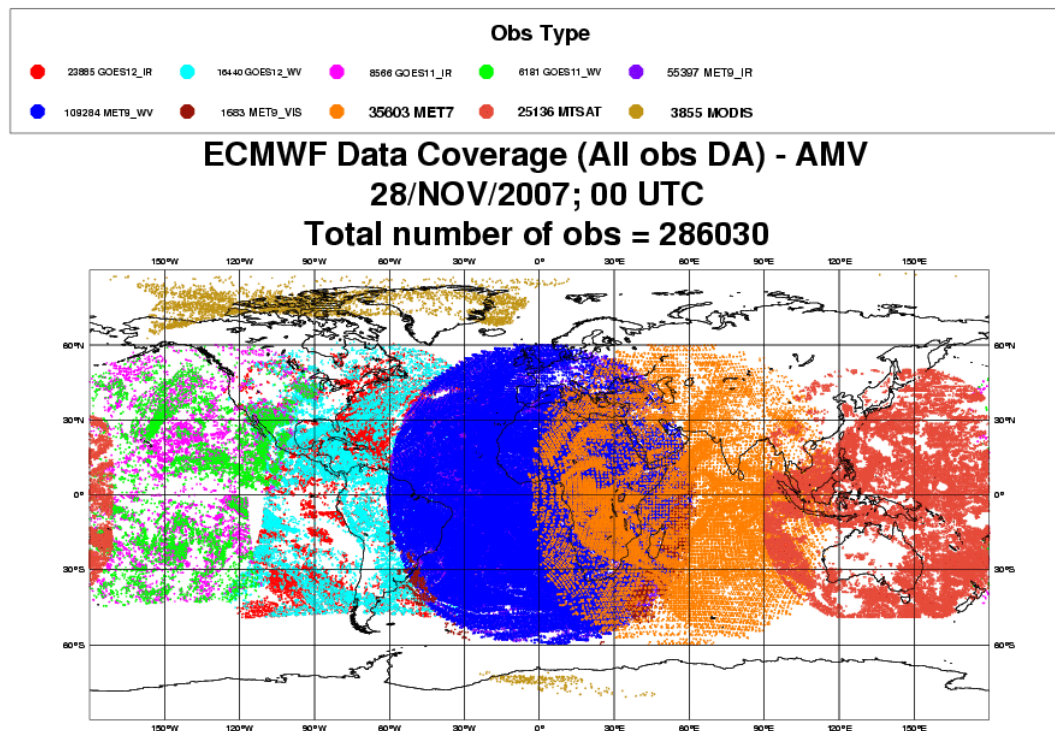 Obs Type
23885 GOES12_IR 16440 GOES12_WV 8566 GOES11_IR 6181 GOES11_WV 55397 MET9_IR
109284 MET9_WV 1683 MET9_VIS 35603 MET7 25136 MTSAT 3855 MODIS
ECMWF Data Coverage (All obs DA) - AMV
28/NOV/2007; 00 UTC
Total number of obs = 286030
150°W 120°W 90°W 60°W 30°W 0° 30°E 60°E 90°E 120°E 150°E
60°N 60°N
30°N 30°N
0° 0°
30°S 30°S
60°S 60°S
150°W 120°W 90°W 60°W 30°W 0° 30°E 60°E 90°E 120°E 150°E